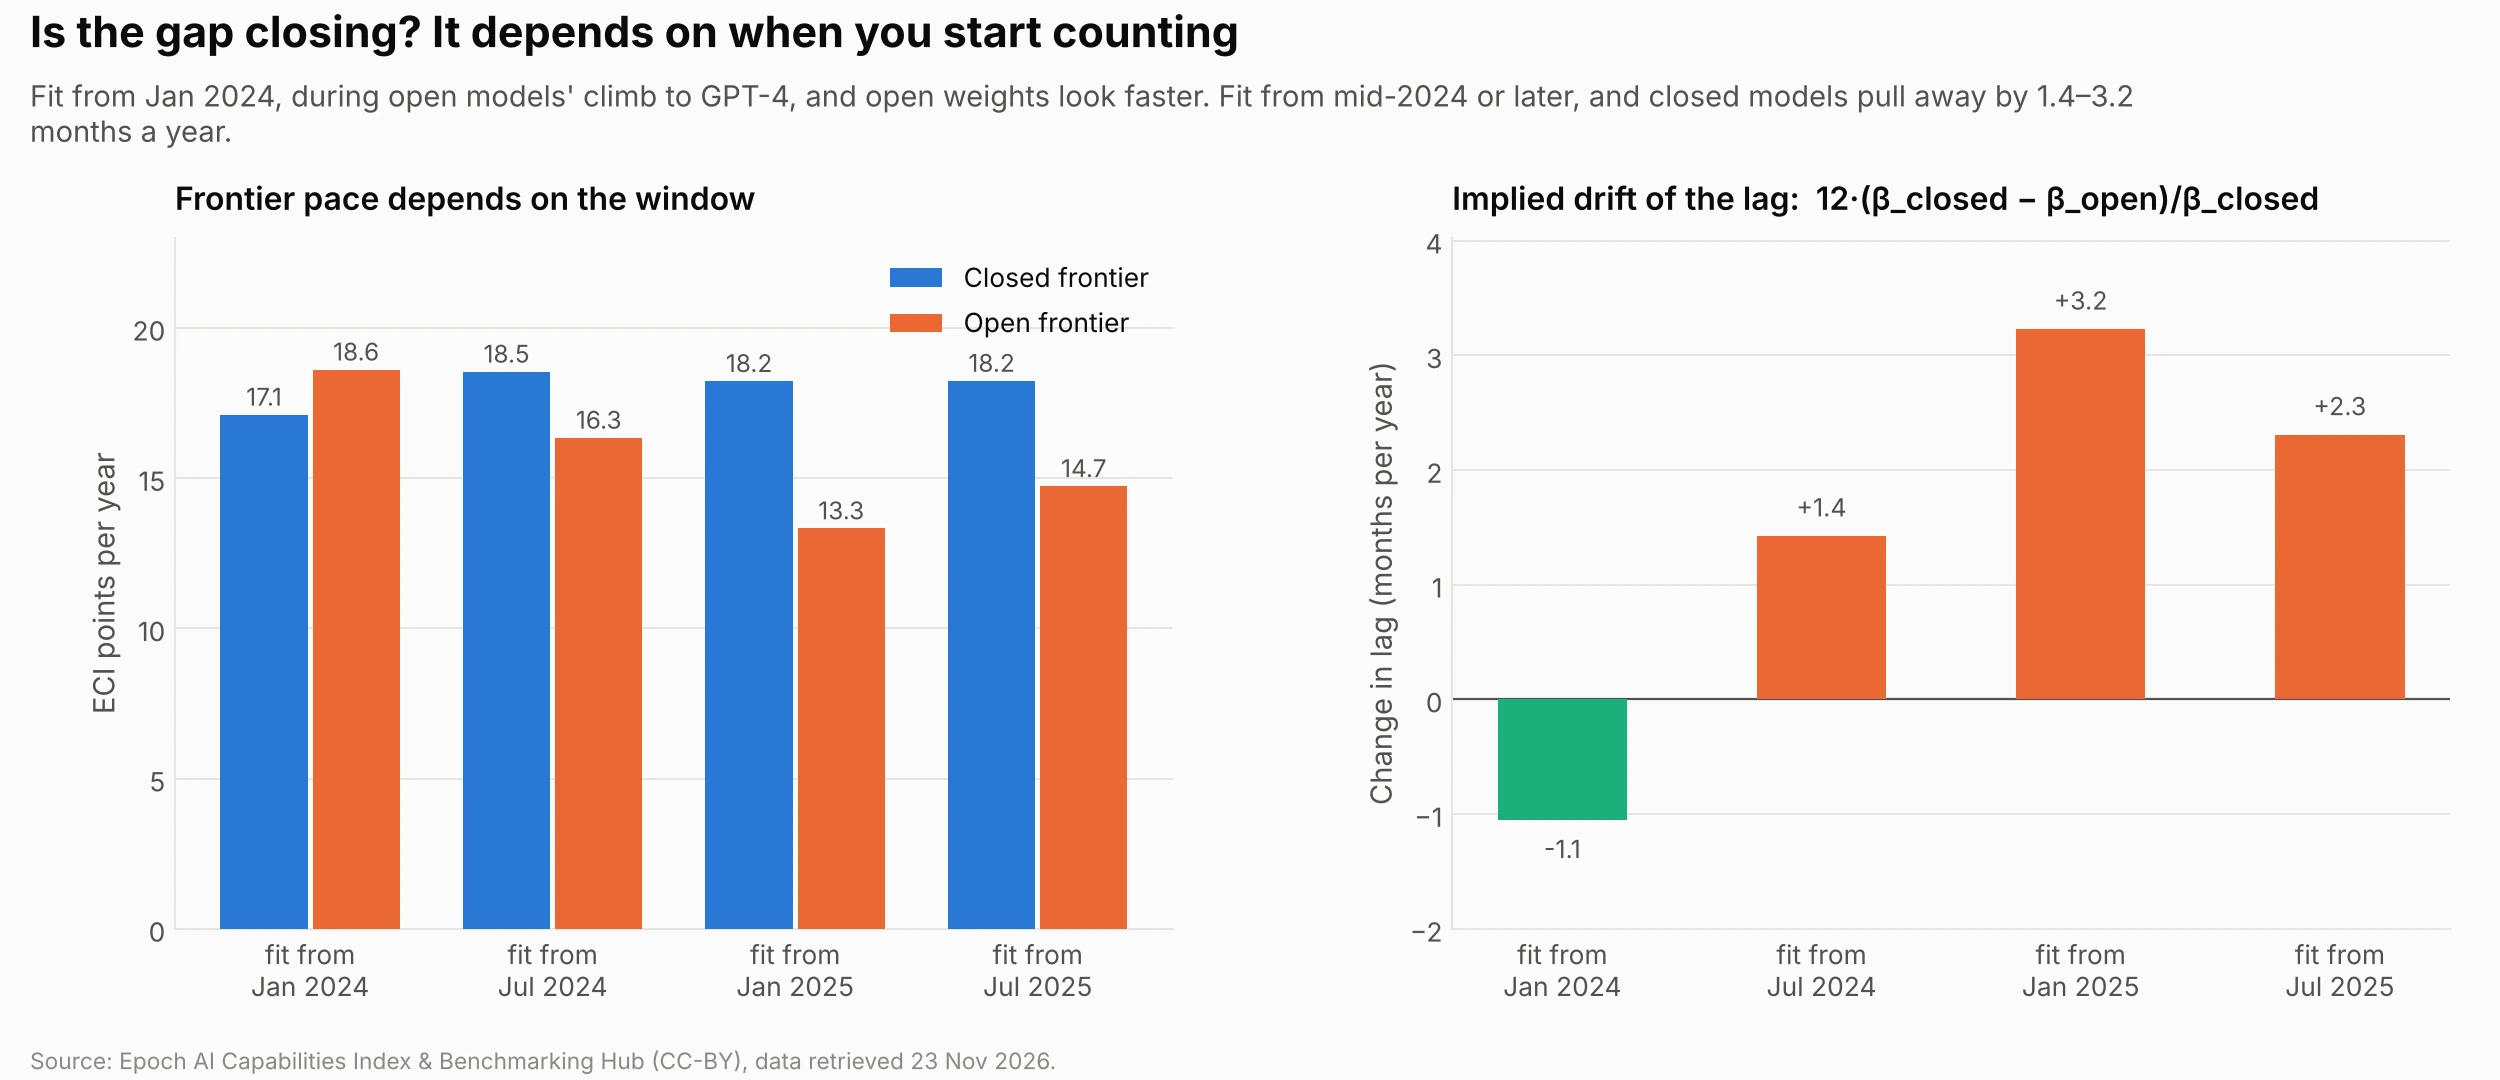 Is the gap closing? It depends on when you start counting
Fit from Jan 2024, during open models' climb to GPT-4, and open weights look faster. Fit from mid-2024 or later, and closed models pull away by 1.4–3.2
months a year.
Frontier pace depends on the window
Closed frontier
Open frontier
ECI points per year
20
15
10
5
0
17.1
18.6
18.5
16.3
18.2
13.3
18.2
14.7
fit from
Jan 2024
fit from
Jul 2024
fit from
Jan 2025
fit from
Jul 2025
Implied drift of the lag: 12·(β_closed − β_open)/β_closed
Change in lag (months per year)
4
3
2
1
0
−1
−2
-1.1
+1.4
+3.2
+2.3
fit from
Jan 2024
fit from
Jul 2024
fit from
Jan 2025
fit from
Jul 2025
Source: Epoch AI Capabilities Index & Benchmarking Hub (CC-BY), data retrieved 23 Nov 2026.